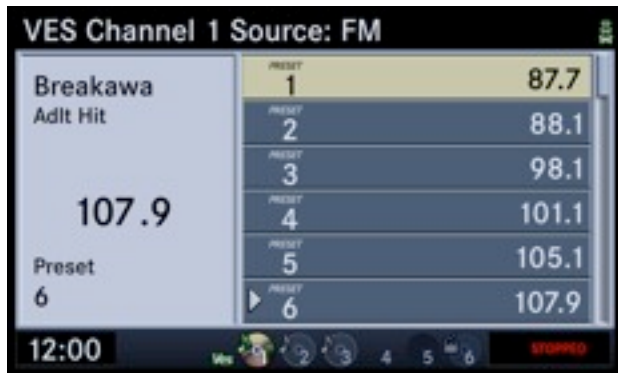 VES Channel 1 Source: FM
Breakawa
Adlt Hit
107.9
Preset
6
PRESET
1 87.7
PRESET
2 88.1
PRESET
3 98.1
PRESET
4 101.1
PRESET
5 105.1
PRESET
6 107.9
12:00
Ves 1 2 3 4 5 6
STOPPED